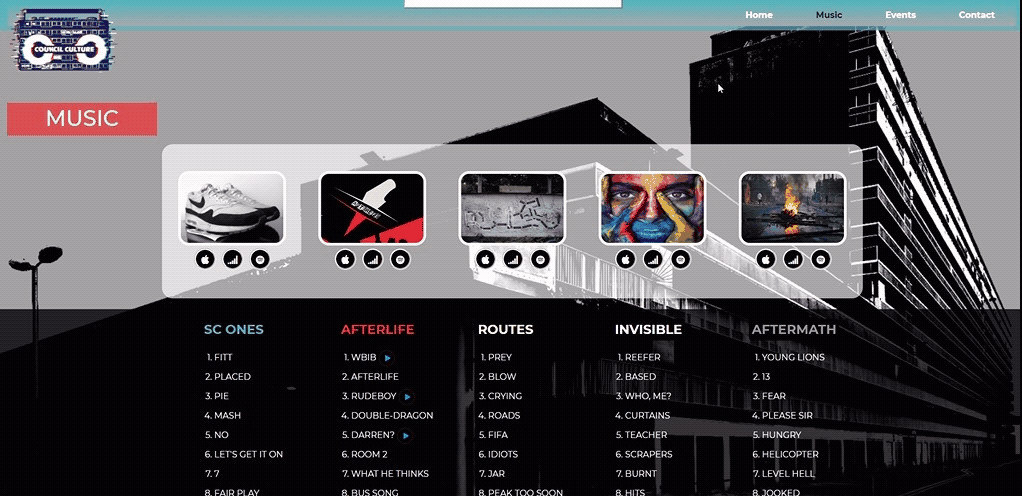 Home Music Events Contact
COUNCIL CULTURE
MUSIC
SC ONES
1. FITT
2. PLACED
3. PIE
4. MASH
5. NO
6. LET'S GET IT ON
7. 7
8. FAIR PLAY
AFTERLIFE
1. WBIB
2. AFTERLIFE
3. RUDEBOY
4. DOUBLE-DRAGON
5. DARREN?
6. ROOM 2
7. WHAT HE THINKS
8. BUS SONG
ROUTES
1. PREY
2. BLOW
3. CRYING
4. ROADS
5. FIFA
6. IDIOTS
7. JAR
8. PEAK TOO SOON
INVISIBLE
1. REEFER
2. BASED
3. WHO, ME?
4. CURTAINS
5. TEACHER
6. SCRAPERS
7. BURNT
8. HITS
AFTERMATH
1. YOUNG LIONS
2. 13
3. FEAR
4. PLEASE SIR
5. HUNGRY
6. HELICOPTER
7. LEVEL HELL
8. JOOKED